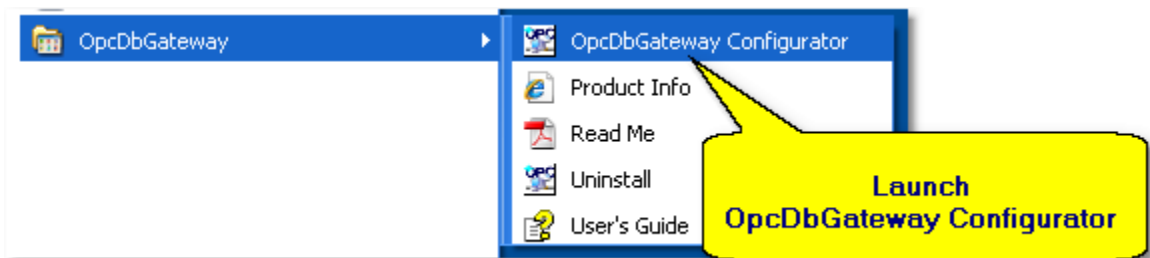 OpcDbGateway
OpcDbGateway Configurator
Product Info
Read Me
Uninstall
User's Guide
Launch
OpcDbGateway Configurator